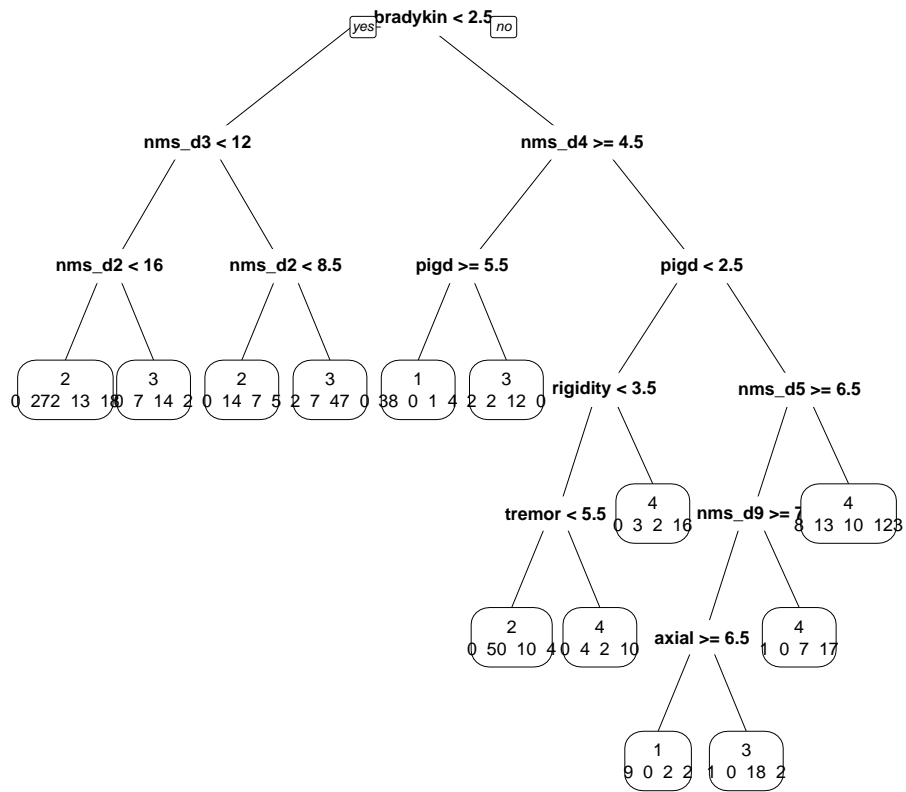 bradykin < 2.5
yes
no
nms_d3 < 12
nms_d4 >= 4.5
nms_d2 < 16
nms_d2 < 8.5
pigd >= 5.5
pigd < 2.5
2
0 272 13 18
3
0 7 14 2
2
0 14 7 5
3
2 7 47 0
1
38 0 1 4
3
2 2 12 0
rigidity < 3.5
nms_d5 >= 6.5
tremor < 5.5
4
0 3 2 16
nms_d9 >= 7
4
8 13 10 123
2
0 50 10 4
4
0 4 2 10
axial >= 6.5
4
1 0 7 17
1
9 0 2 2
3
1 0 18 2